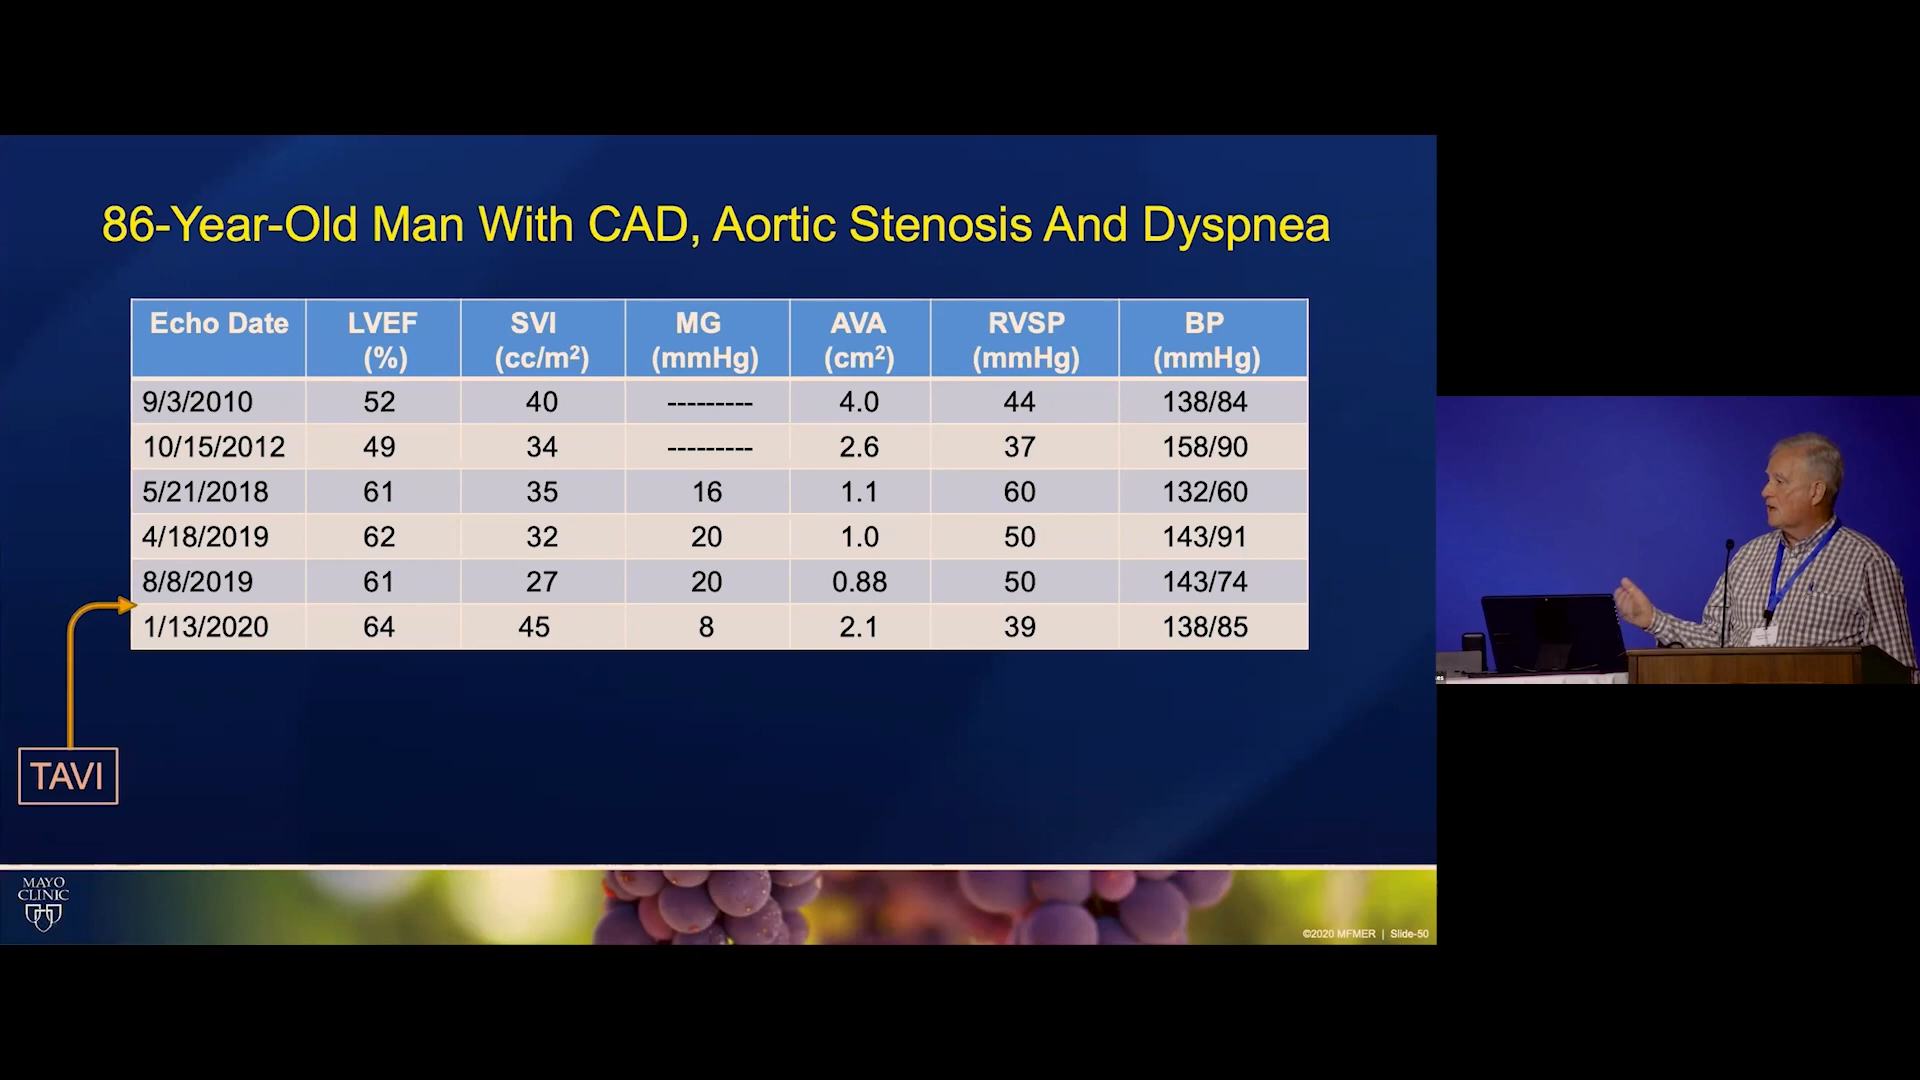 86-Year-Old Man With CAD, Aortic Stenosis And Dyspnea
Echo Date LVEF (%) SVI (cc/m²) MG (mmHg) AVA (cm²) RVSP (mmHg) BP (mmHg)
9/3/2010 52 40 --------- 4.0 44 138/84
10/15/2012 49 34 --------- 2.6 37 158/90
5/21/2018 61 35 16 1.1 60 132/60
4/18/2019 62 32 20 1.0 50 143/91
8/8/2019 61 27 20 0.88 50 143/74
1/13/2020 64 45 8 2.1 39 138/85
TAVI
MAYO
CLINIC
©2020 MFMER | Slide-50